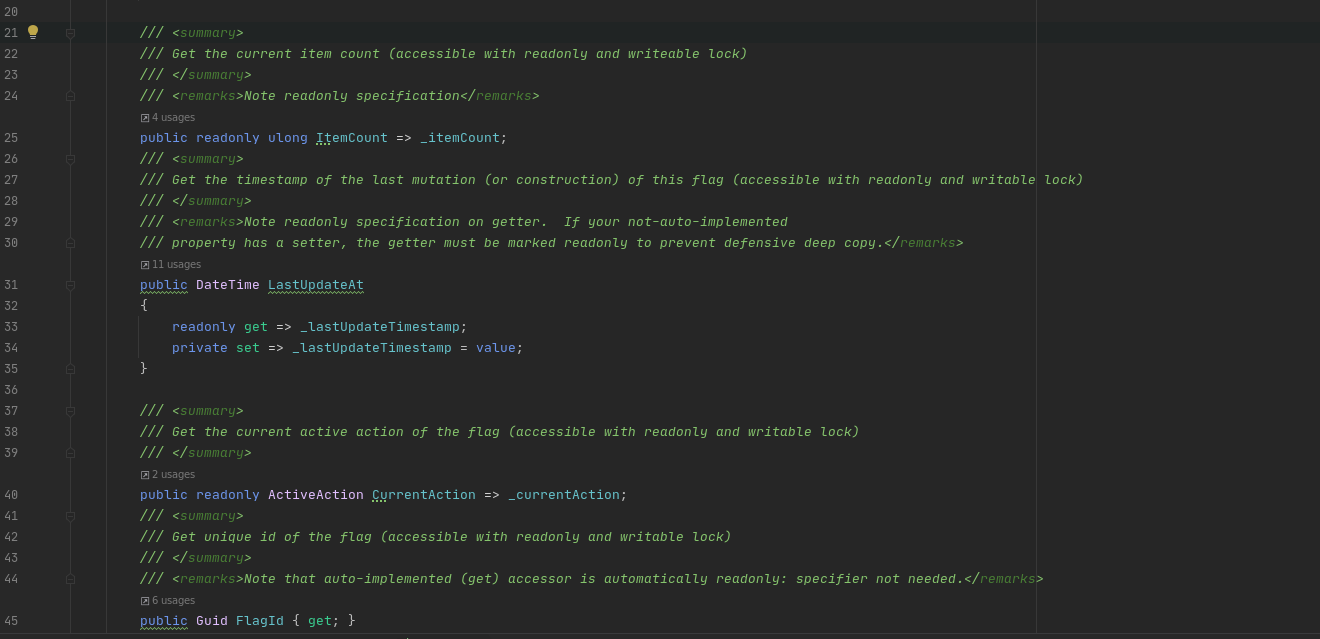 20
21 /// <summary>
22 /// Get the current item count (accessible with readonly and writeable lock)
23 /// </summary>
24 /// <remarks>Note readonly specification</remarks>
4 usages
25 public readonly ulong ItemCount => _itemCount;
26 /// <summary>
27 /// Get the timestamp of the last mutation (or construction) of this flag (accessible with readonly and writable lock)
28 /// </summary>
29 /// <remarks>Note readonly specification on getter.  If your not-auto-implemented
30 /// property has a setter, the getter must be marked readonly to prevent defensive deep copy.</remarks>
11 usages
31 public DateTime LastUpdateAt
32 {
33 readonly get => _lastUpdateTimestamp;
34 private set => _lastUpdateTimestamp = value;
35 }
36
37 /// <summary>
38 /// Get the current active action of the flag (accessible with readonly and writable lock)
39 /// </summary>
2 usages
40 public readonly ActiveAction CurrentAction => _currentAction;
41 /// <summary>
42 /// Get unique id of the flag (accessible with readonly and writable lock)
43 /// </summary>
44 /// <remarks>Note that auto-implemented (get) accessor is automatically readonly: specifier not needed.</remarks>
6 usages
45 public Guid FlagId { get; }